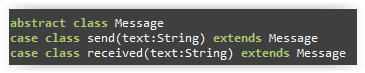 abstract class Message
case class send(text:String) extends Message
case class received(text:String) extends Message